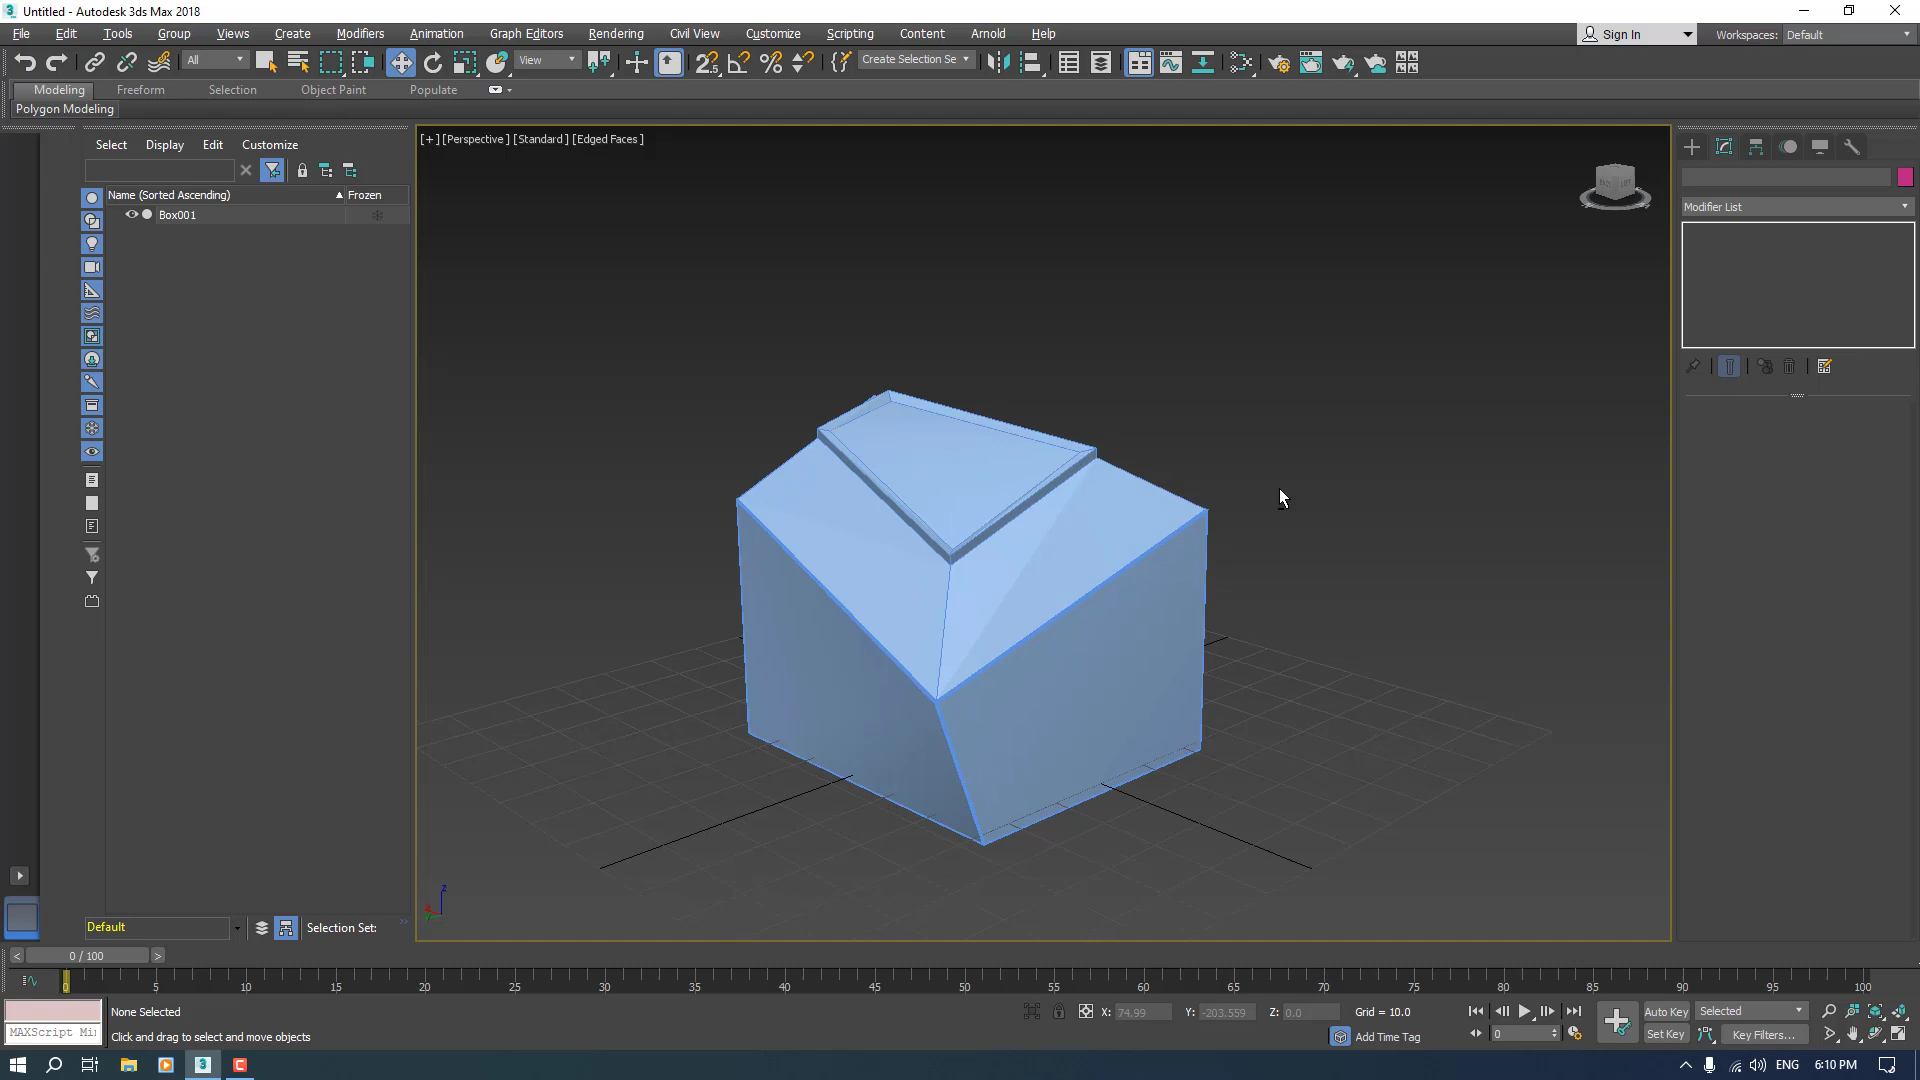 Untitled - Autodesk 3ds Max 2018
File Edit Tools Group Views Create Modifiers Animation Graph Editors Rendering Civil View Customize Scripting Content Arnold Help
Sign In Workspaces: Default
All View Create Selection Se
Modeling Freeform Selection Object Paint Populate
Polygon Modeling
Select Display Edit Customize
[+] [Perspective ] [Standard ] [Edged Faces ]
Name (Sorted Ascending) Frozen
Box001
Modifier List
Default Selection Set:
0 / 100
0 5 10 15 20 25 30 35 40 45 50 55 60 65 70 75 80 85 90 95 100
None Selected X: 74.99 Y: -203.559 Z: 0.0 Grid = 10.0 Auto Key Selected
MAXScript Mi
Click and drag to select and move objects Add Time Tag 0 Set Key Key Filters...
ENG 6:10 PM